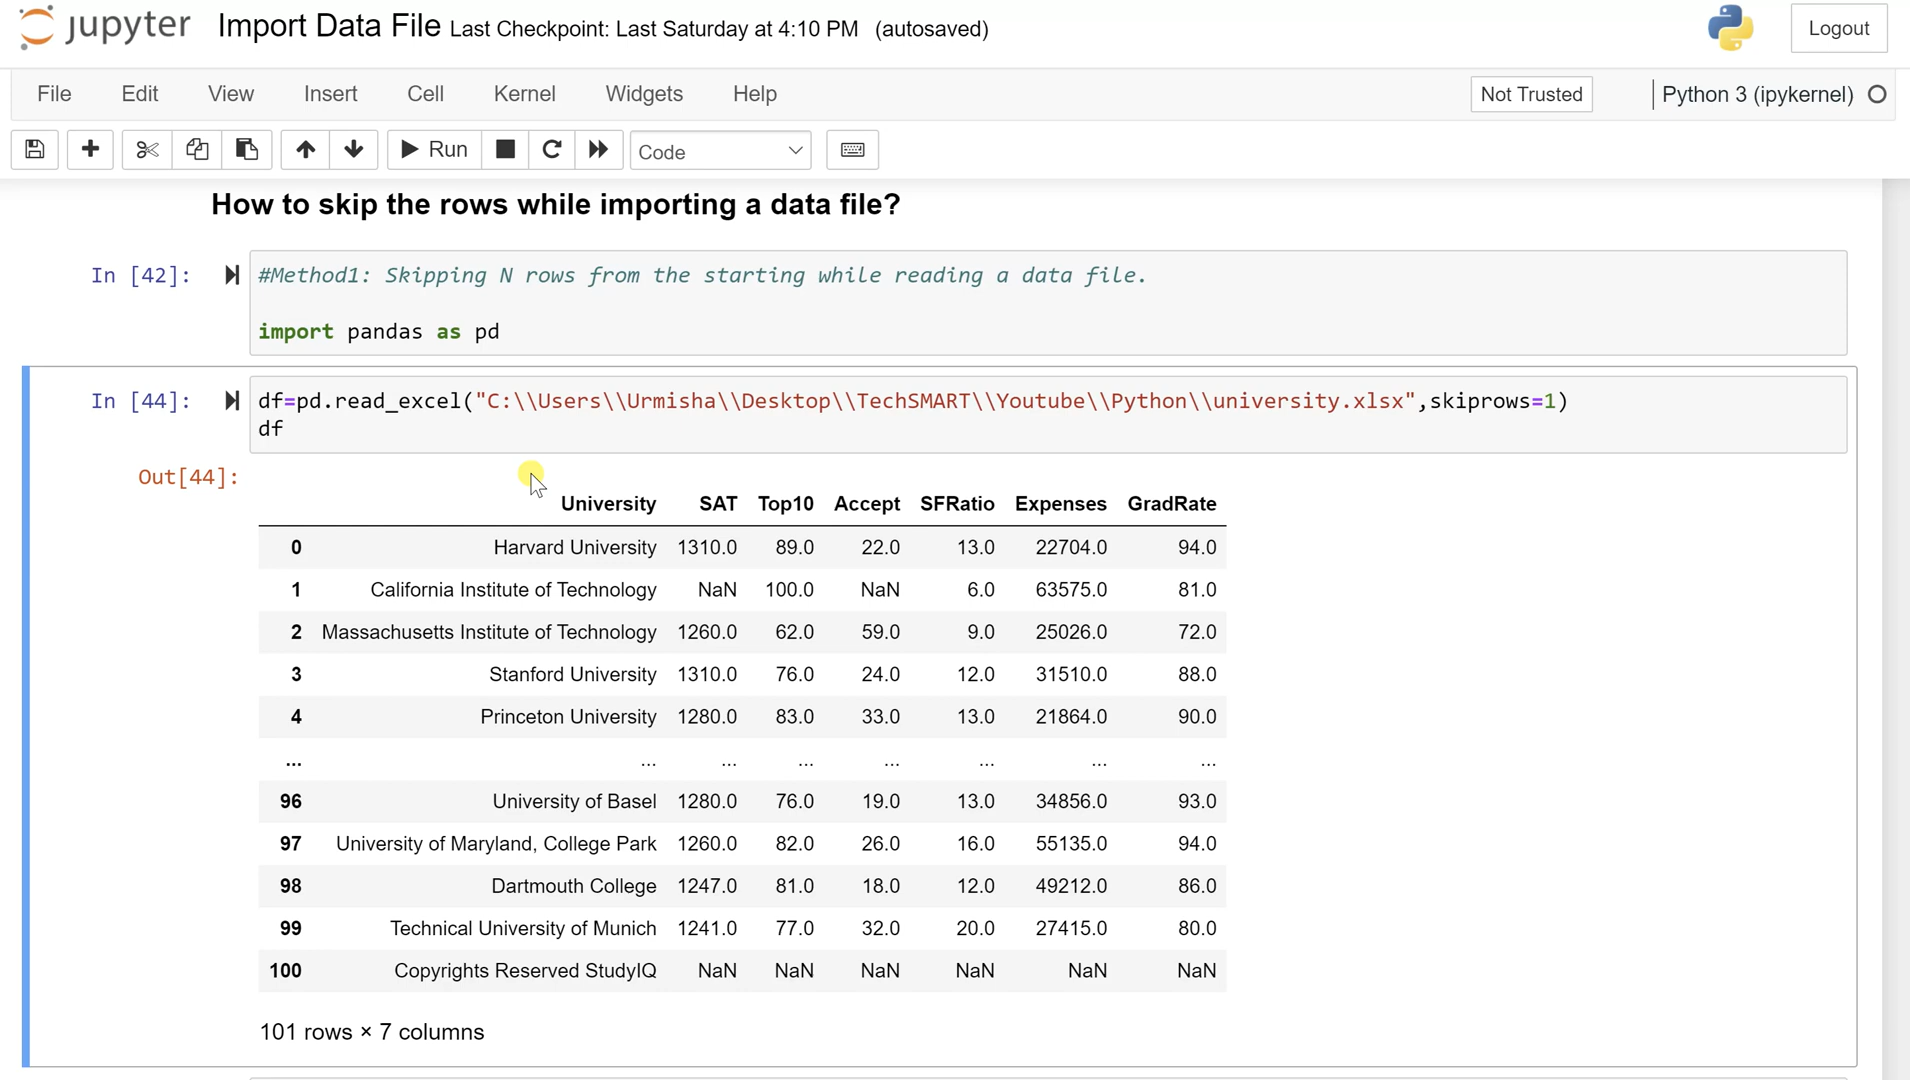 jupyter Import Data File Last Checkpoint: Last Saturday at 4:10 PM (autosaved) Logout
File Edit View Insert Cell Kernel Widgets Help Not Trusted Python 3 (ipykernel)
Run Code
How to skip the rows while importing a data file?
In [42]: #Method1: Skipping N rows from the starting while reading a data file.
import pandas as pd
In [44]: df=pd.read_excel("C:\\Users\\Urmisha\\Desktop\\TechSMART\\Youtube\\Python\\university.xlsx",skiprows=1)
df
Out[44]:
University SAT Top10 Accept SFRatio Expenses GradRate
0 Harvard University 1310.0 89.0 22.0 13.0 22704.0 94.0
1 California Institute of Technology NaN 100.0 NaN 6.0 63575.0 81.0
2 Massachusetts Institute of Technology 1260.0 62.0 59.0 9.0 25026.0 72.0
3 Stanford University 1310.0 76.0 24.0 12.0 31510.0 88.0
4 Princeton University 1280.0 83.0 33.0 13.0 21864.0 90.0
... ... ... ... ... ... ... ...
96 University of Basel 1280.0 76.0 19.0 13.0 34856.0 93.0
97 University of Maryland, College Park 1260.0 82.0 26.0 16.0 55135.0 94.0
98 Dartmouth College 1247.0 81.0 18.0 12.0 49212.0 86.0
99 Technical University of Munich 1241.0 77.0 32.0 20.0 27415.0 80.0
100 Copyrights Reserved StudyIQ NaN NaN NaN NaN NaN NaN
101 rows × 7 columns